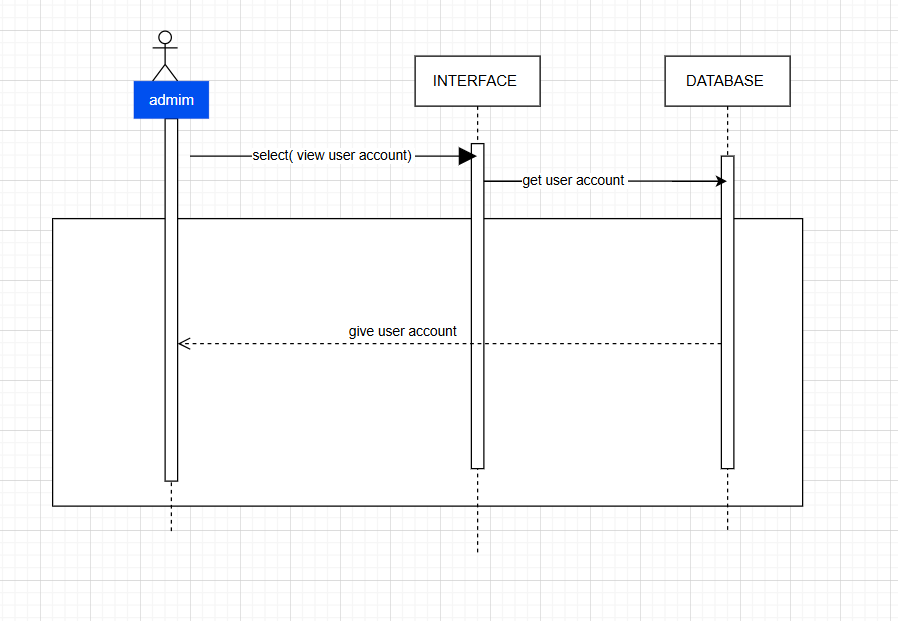 INTERFACE
DATABASE
admim
select( view user account)
get user account
give user account